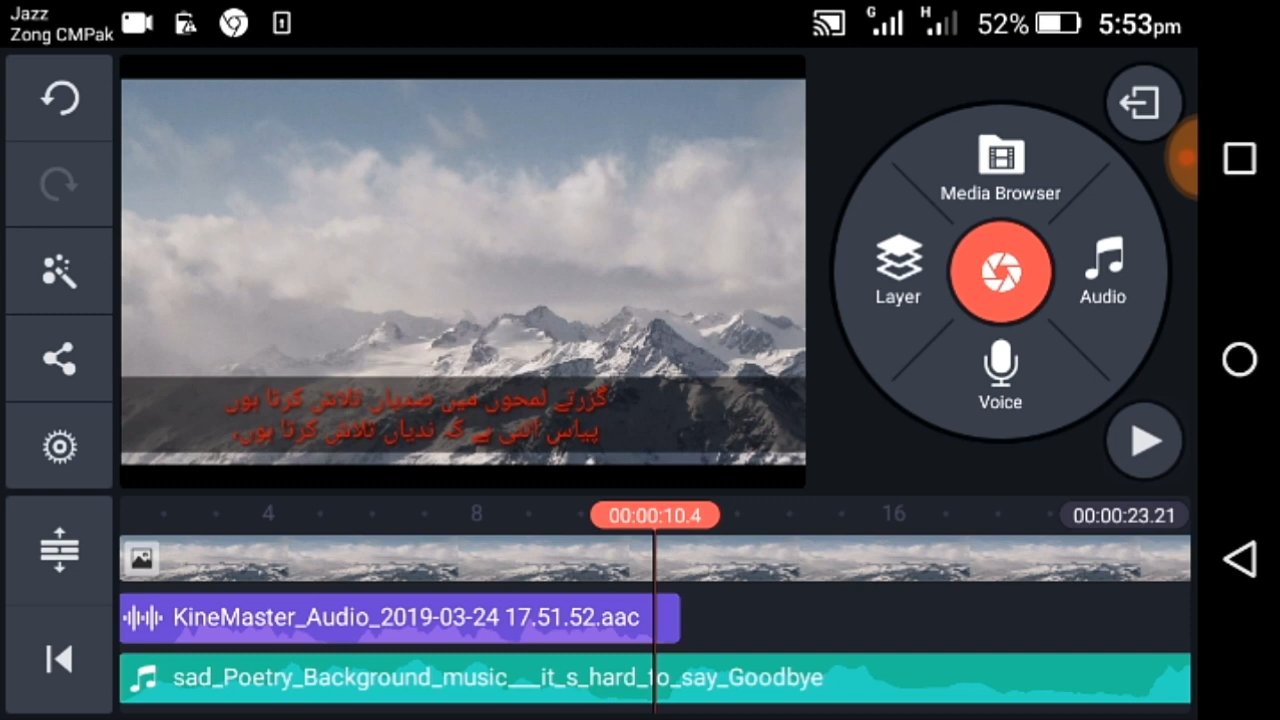 Jazz
Zong CMPak
G
H
52%
5:53pm
Media Browser
Layer
Audio
Voice
گزرتے لمحوں میں صدیاں تلاش کرتا ہوں
پیاس اتنی ہے کہ ندیاں تلاش کرتا ہوں،
4
8
00:00:10.4
16
00:00:23.21
KineMaster_Audio_2019-03-24 17.51.52.aac
sad_Poetry_Background_music___it_s_hard_to_say_Goodbye